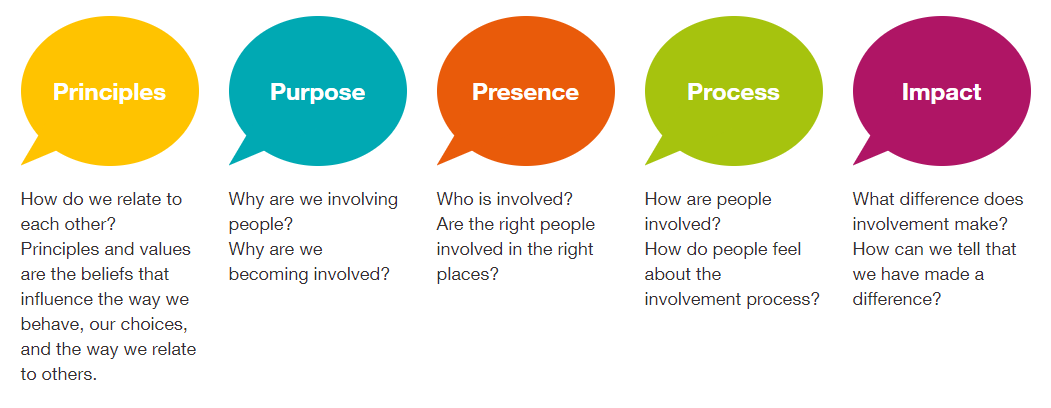 Principles
How do we relate to
each other?
Principles and values
are the beliefs that
influence the way we
behave, our choices,
and the way we relate
to others.
Purpose
Why are we involving
people?
Why are we
becoming involved?
Presence
Who is involved?
Are the right people
involved in the right
places?
Process
How are people
involved?
How do people feel
about the
involvement process?
Impact
What difference does
involvement make?
How can we tell that
we have made a
difference?